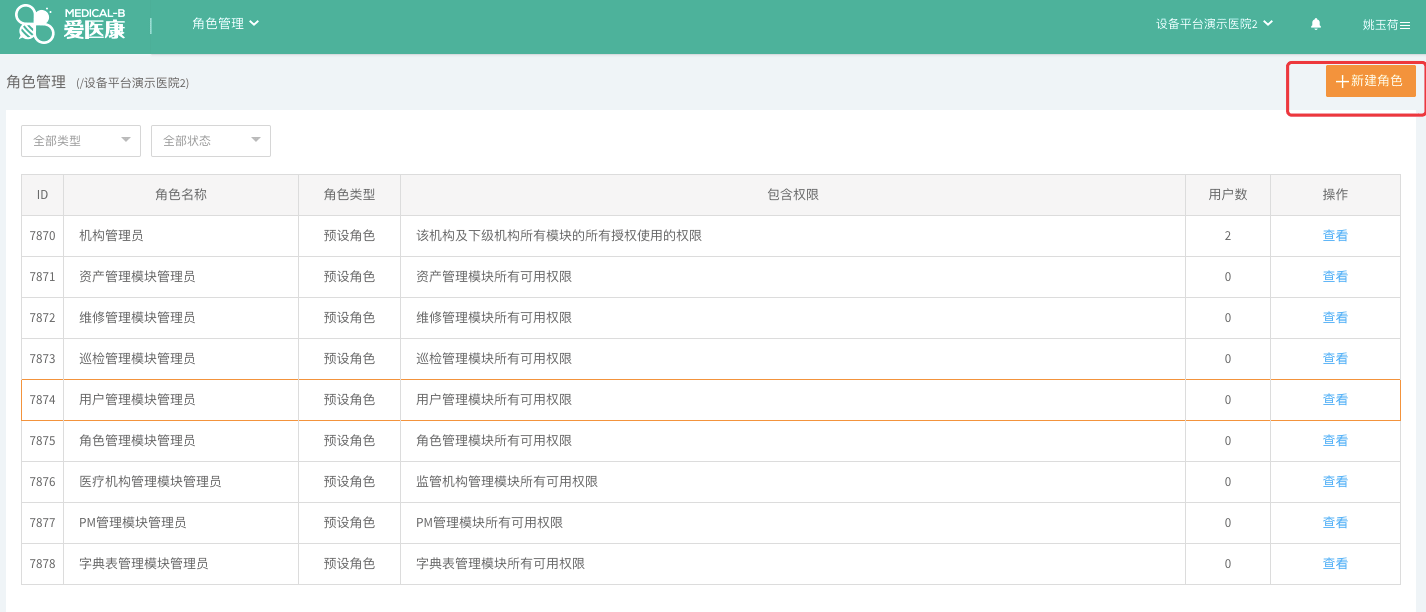 MEDICAL-B
爱医康
角色管理
设备平台演示医院2
姚玉荷
角色管理 (/设备平台演示医院2)
新建角色
全部类型 全部状态
ID 角色名称 角色类型 包含权限 用户数 操作
7870 机构管理员 预设角色 该机构及下级机构所有模块的所有授权使用的权限 2 查看
7871 资产管理模块管理员 预设角色 资产管理模块所有可用权限 0 查看
7872 维修管理模块管理员 预设角色 维修管理模块所有可用权限 0 查看
7873 巡检管理模块管理员 预设角色 巡检管理模块所有可用权限 0 查看
7874 用户管理模块管理员 预设角色 用户管理模块所有可用权限 0 查看
7875 角色管理模块管理员 预设角色 角色管理模块所有可用权限 0 查看
7876 医疗机构管理模块管理员 预设角色 监管机构管理模块所有可用权限 0 查看
7877 PM管理模块管理员 预设角色 PM管理模块所有可用权限 0 查看
7878 字典表管理模块管理员 预设角色 字典表管理模块所有可用权限 0 查看